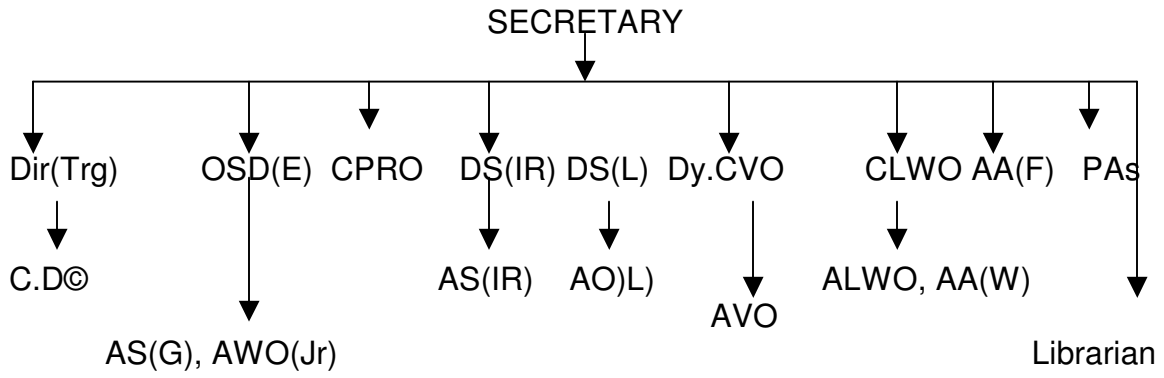 SECRETARY
Dir(Trg) OSD(E) CPRO DS(IR) DS(L) Dy.CVO CLWO AA(F) PAs
C.D© AS(IR) AO)L) ALWO, AA(W)
AVO
AS(G), AWO(Jr) Librarian